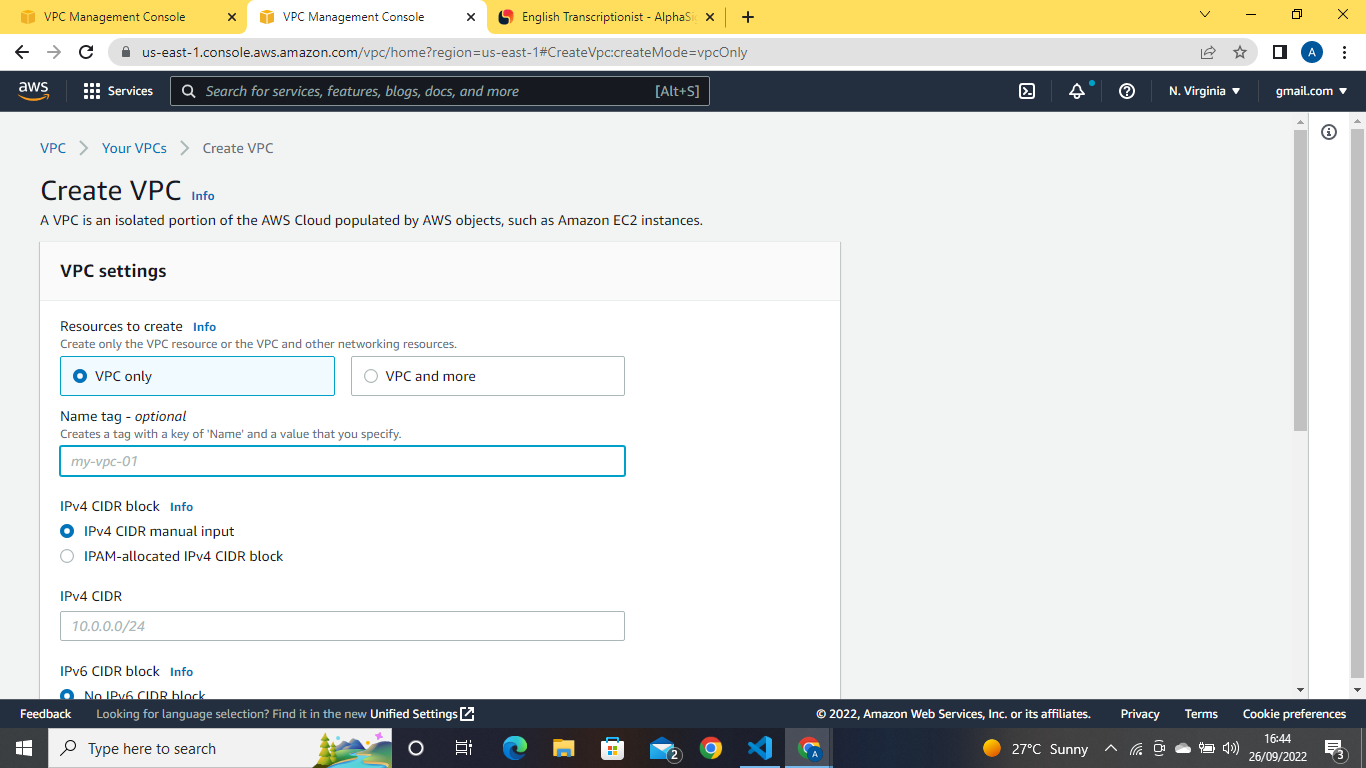 VPC Management Console
VPC Management Console
English Transcriptionist - AlphaSi
us-east-1.console.aws.amazon.com/vpc/home?region=us-east-1#CreateVpc:createMode=vpcOnly
A
aws
Services
Search for services, features, blogs, docs, and more
[Alt+S]
N. Virginia
gmail.com
VPC
Your VPCs
Create VPC
Create VPC Info
A VPC is an isolated portion of the AWS Cloud populated by AWS objects, such as Amazon EC2 instances.
VPC settings
Resources to create Info
Create only the VPC resource or the VPC and other networking resources.
VPC only
VPC and more
Name tag - optional
Creates a tag with a key of 'Name' and a value that you specify.
my-vpc-01
IPv4 CIDR block Info
IPv4 CIDR manual input
IPAM-allocated IPv4 CIDR block
IPv4 CIDR
10.0.0.0/24
IPv6 CIDR block Info
No IPv6 CIDR block
Feedback
Looking for language selection? Find it in the new Unified Settings
© 2022, Amazon Web Services, Inc. or its affiliates.
Privacy
Terms
Cookie preferences
Type here to search
2
A
27°C Sunny
16:44
26/09/2022
3